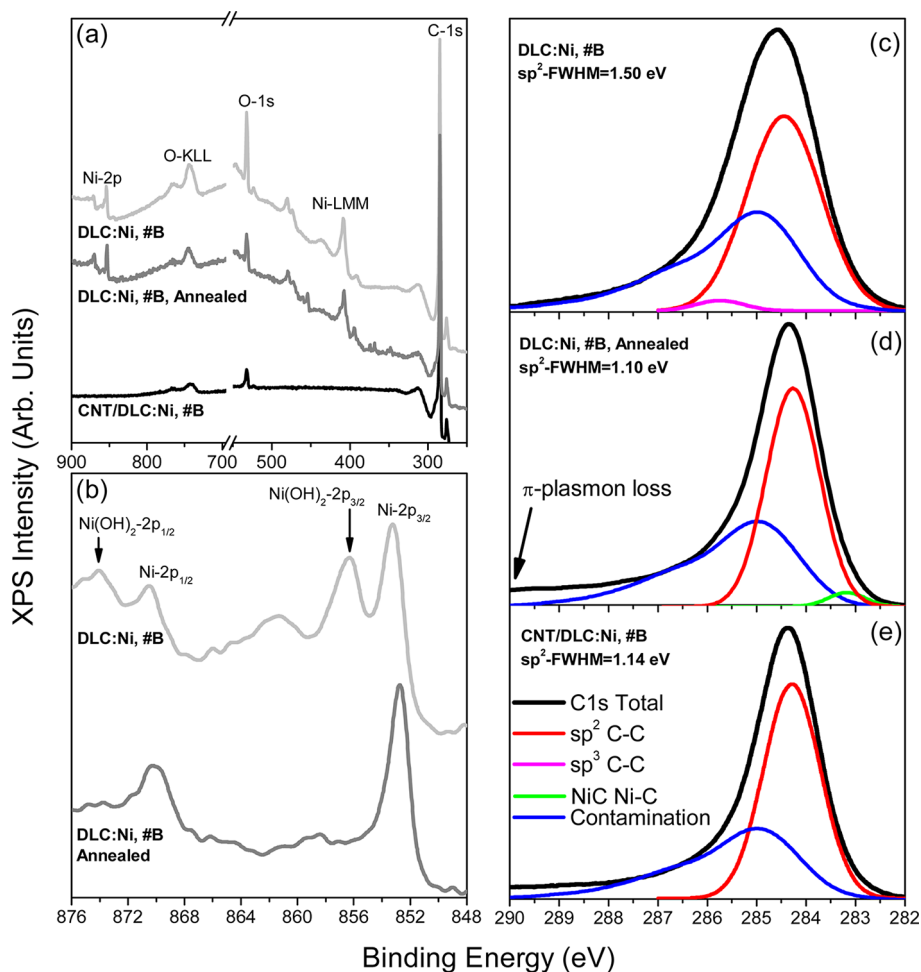 XPS Intensity (Arb. Units)
(a)
C-1s
O-1s
Ni-2p
O-KLL
Ni-LMM
DLC:Ni, #B
DLC:Ni, #B, Annealed
CNT/DLC:Ni, #B
900 800 700 500 400 300
(b)
Ni(OH)₂-2p₃/₂
Ni-2p₃/₂
Ni(OH)₂-2p₁/₂
Ni-2p₁/₂
DLC:Ni, #B
DLC:Ni, #B
Annealed
876 872 868 864 860 856 852 848
(c)
DLC:Ni, #B
sp²-FWHM=1.50 eV
(d)
DLC:Ni, #B, Annealed
sp²-FWHM=1.10 eV
π-plasmon loss
(e)
CNT/DLC:Ni, #B
sp²-FWHM=1.14 eV
C1s Total
sp² C-C
sp³ C-C
NiC Ni-C
Contamination
290 288 287 286 285 284 283 282
Binding Energy (eV)